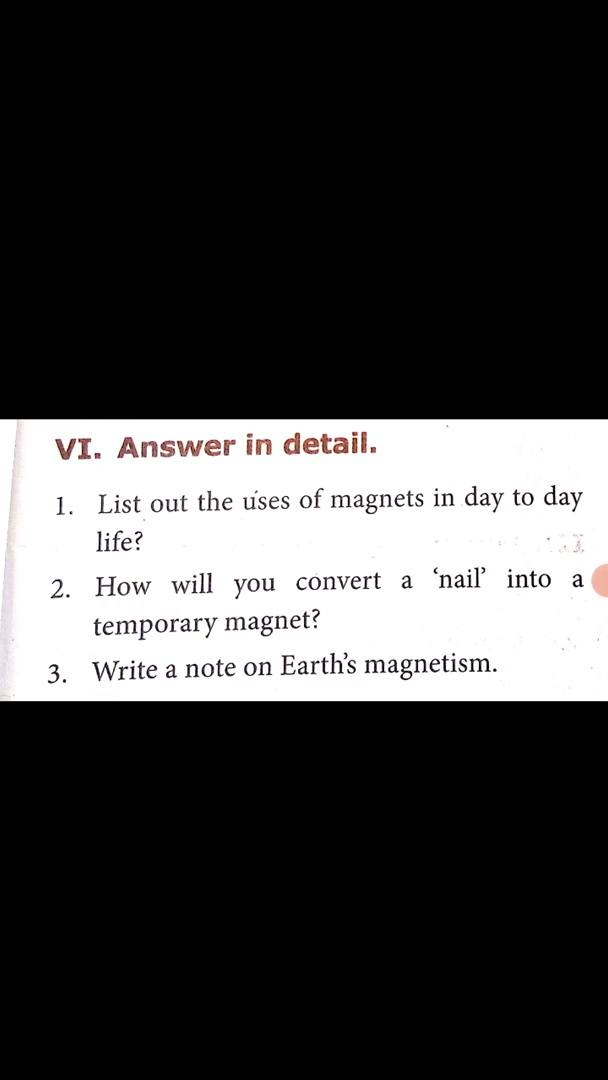 VI. Answer in detail.
1. List out the uses of magnets in day to day
life?
2. How will you convert a ‘nail’ into a
temporary magnet?
3. Write a note on Earth’s magnetism.